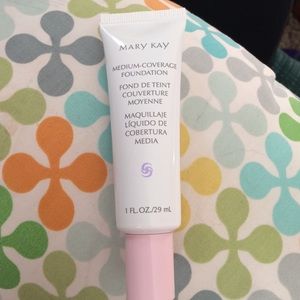 MARY KAY
MEDIUM-COVERAGE
FOUNDATION
FOND DE TEINT
COUVERTURE
MOYENNE
MAQUILLAJE
LÍQUIDO DE
COBERTURA
MEDIA
1 FL.OZ./29 mL